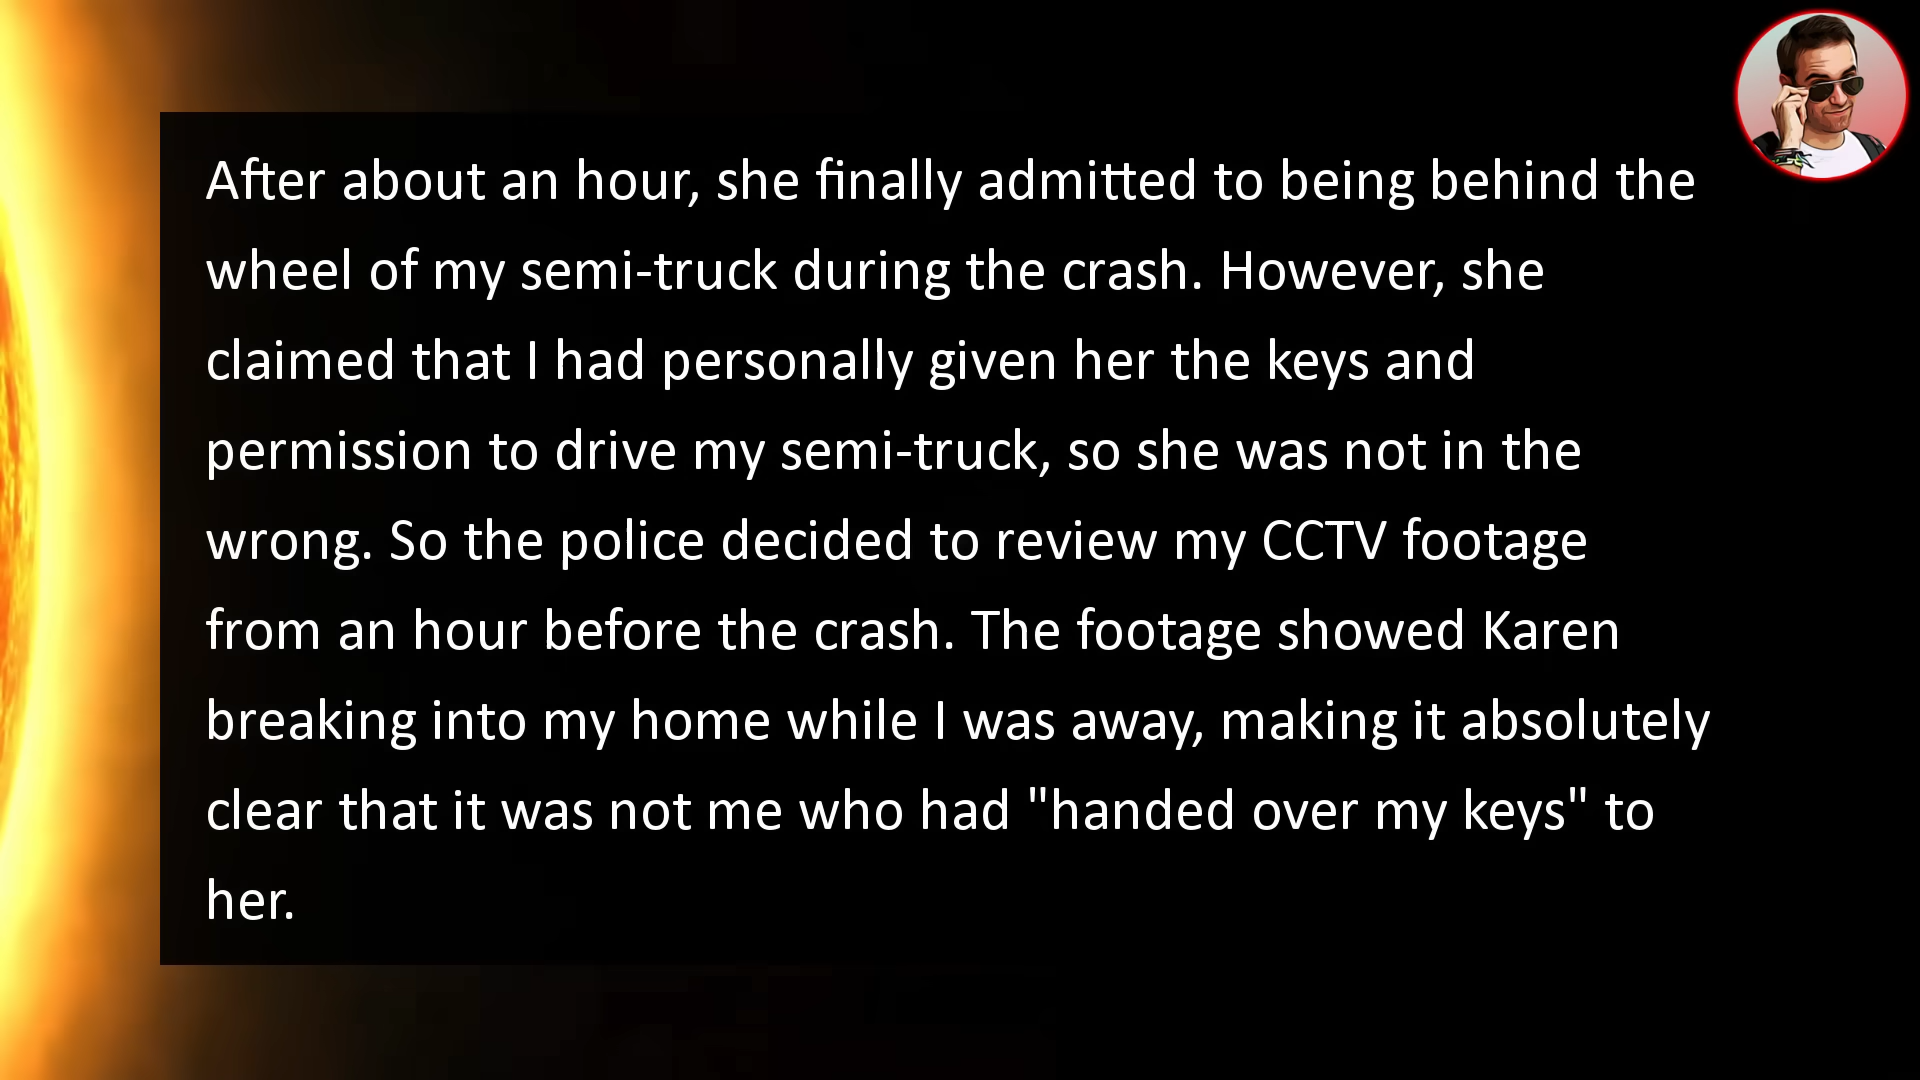 After about an hour, she finally admitted to being behind the
wheel of my semi-truck during the crash. However, she
claimed that I had personally given her the keys and
permission to drive my semi-truck, so she was not in the
wrong. So the police decided to review my CCTV footage
from an hour before the crash. The footage showed Karen
breaking into my home while I was away, making it absolutely
clear that it was not me who had "handed over my keys" to
her.